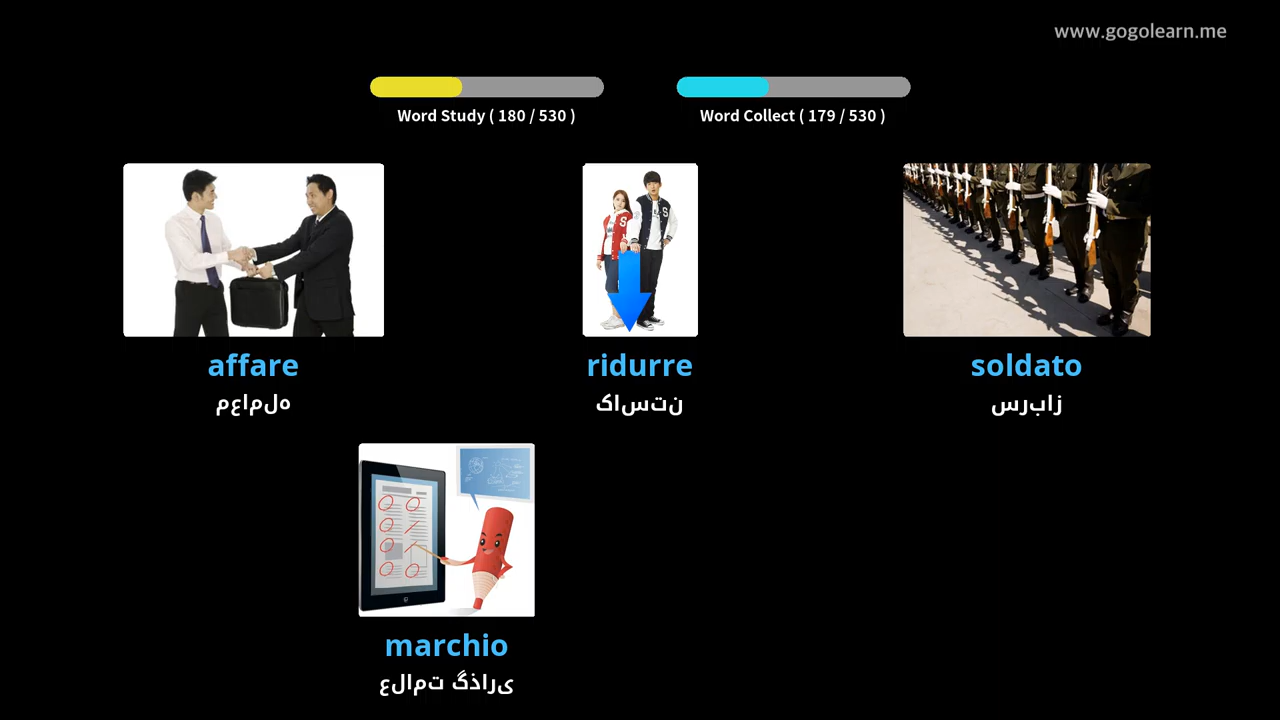 www.gogolearn.me
Word Study ( 180 / 530 )
Word Collect ( 179 / 530 )
affare
معامله
ridurre
کاستن
soldato
سرباز
marchio
علامت گذاری